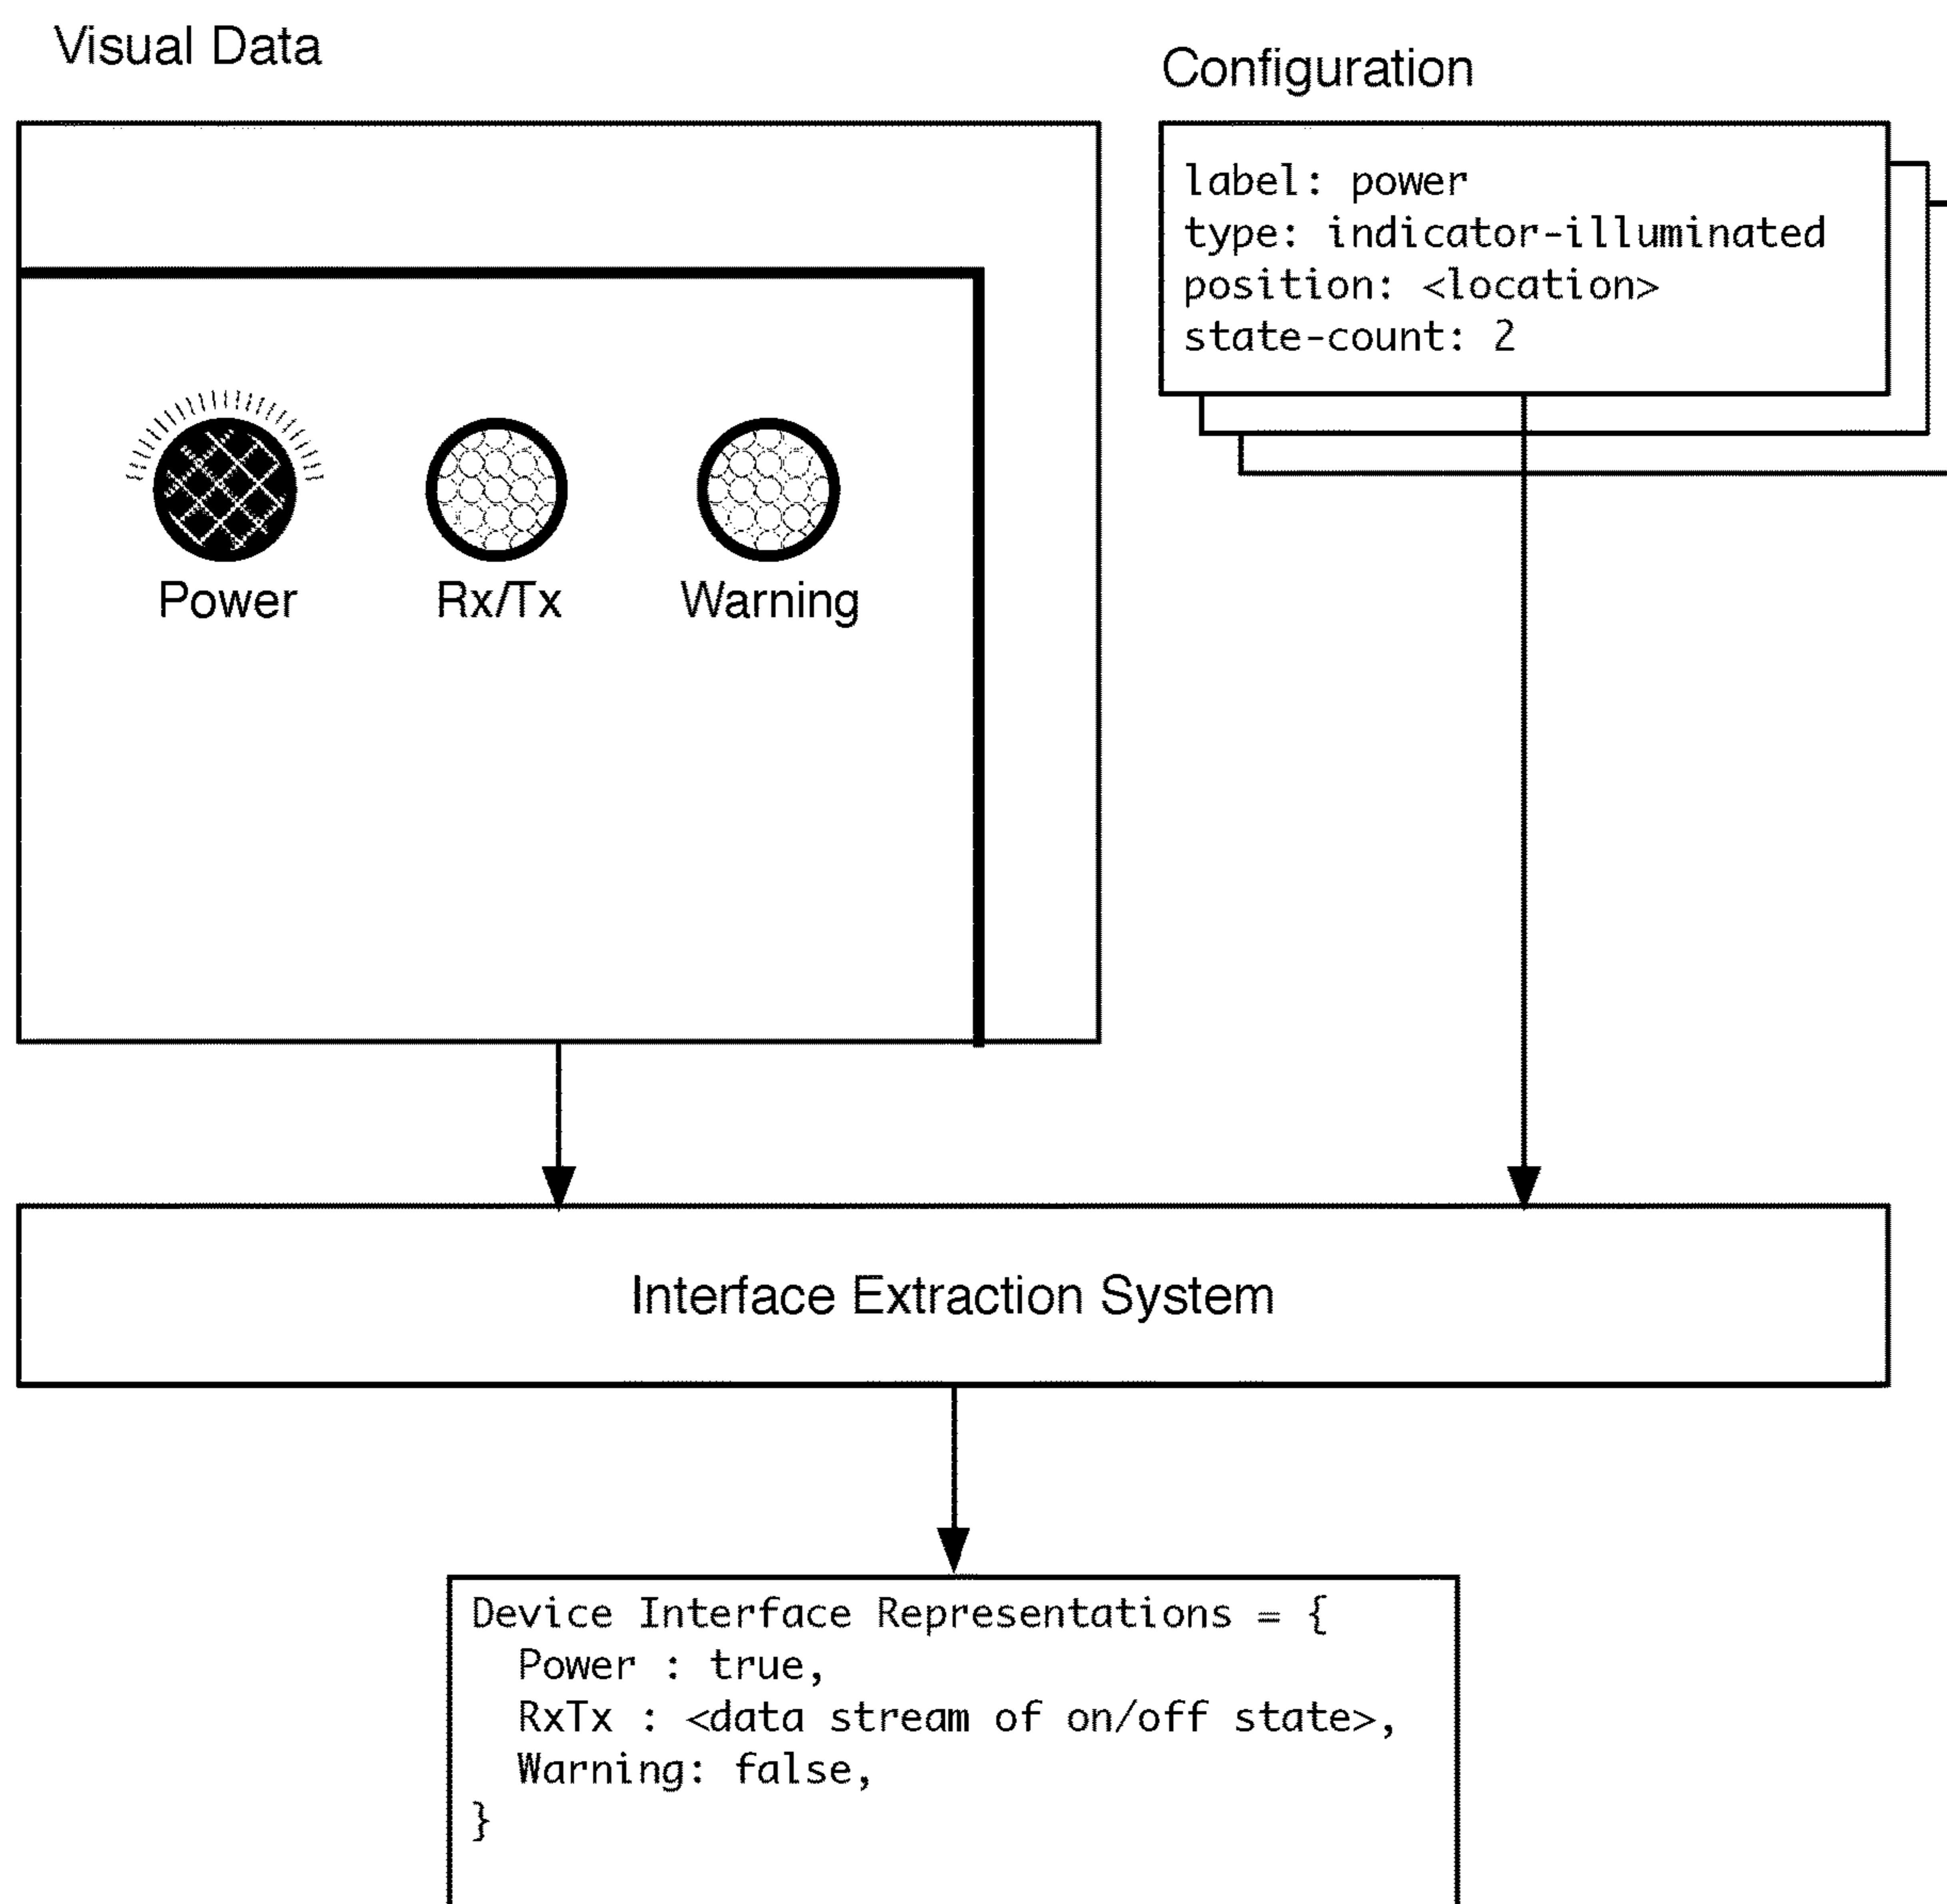 Visual Data
Configuration
label: power
type: indicator-illuminated
position: <location>
state-count: 2
Power
Rx/Tx
Warning
Interface Extraction System
Device Interface Representations = {
Power : true,
RxTx : <data stream of on/off state>,
Warning: false,
}